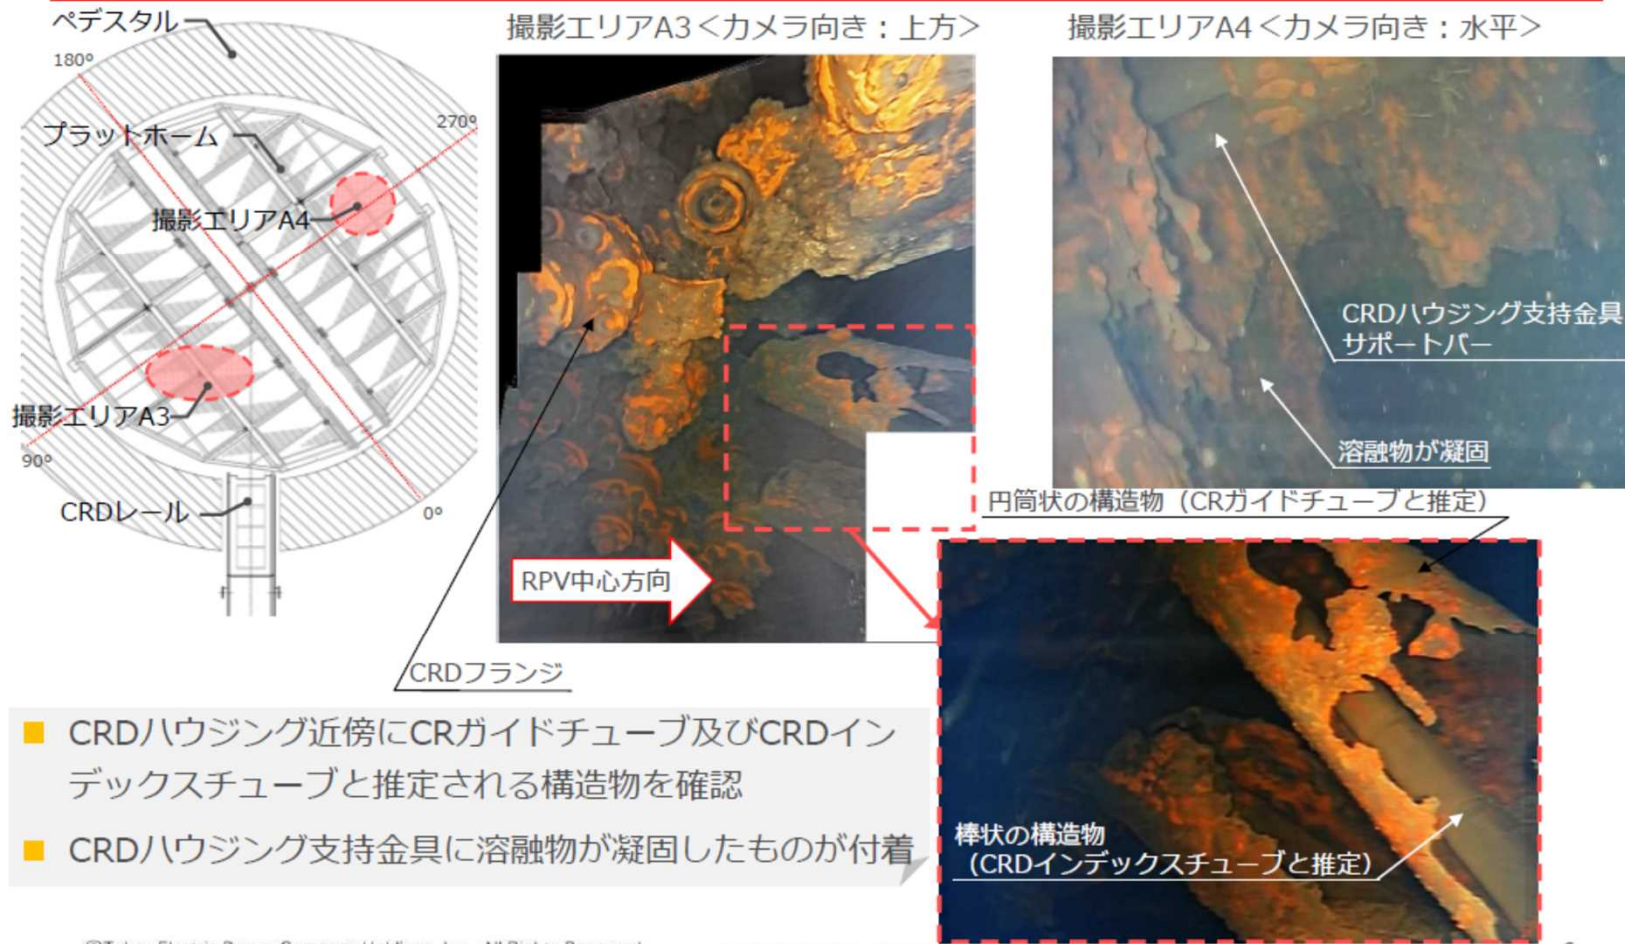 ペデスタル
180°
270°
プラットホーム
撮影エリアA4
撮影エリアA3
90°
0°
CRDレール
撮影エリアA3＜カメラ向き：上方＞
RPV中心方向
CRDフランジ
撮影エリアA4＜カメラ向き：水平＞
CRDハウジング支持金具
サポートバー
溶融物が凝固
円筒状の構造物（CRガイドチューブと推定）
棒状の構造物
（CRDインデックスチューブと推定）
■ CRDハウジング近傍にCRガイドチューブ及びCRDイン
デックスチューブと推定される構造物を確認
■ CRDハウジング支持金具に溶融物が凝固したものが付着